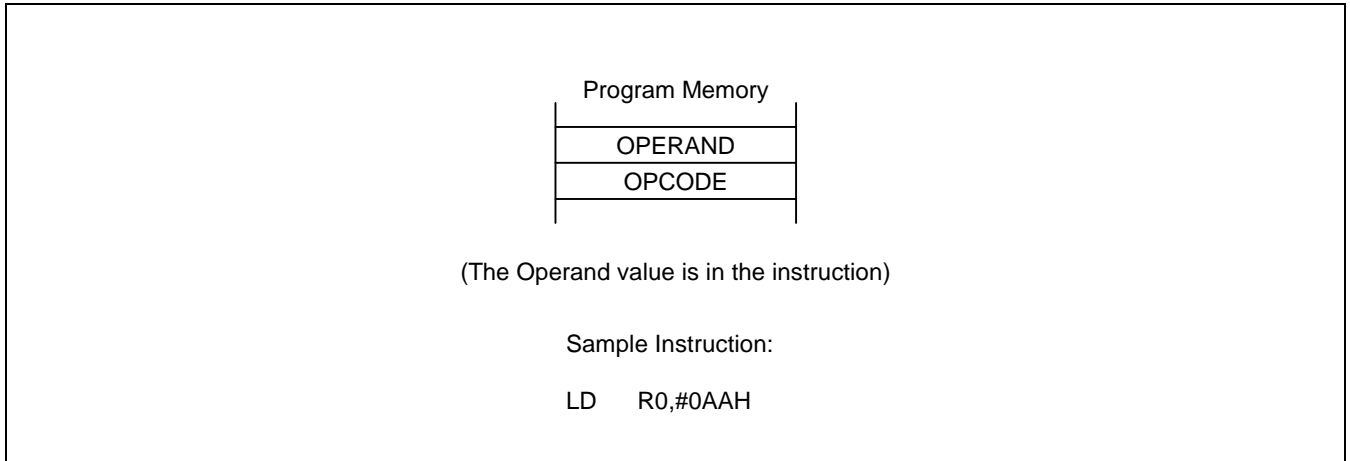 Program Memory
OPERAND
OPCODE
(The Operand value is in the instruction)
Sample Instruction:
LD R0,#0AAH